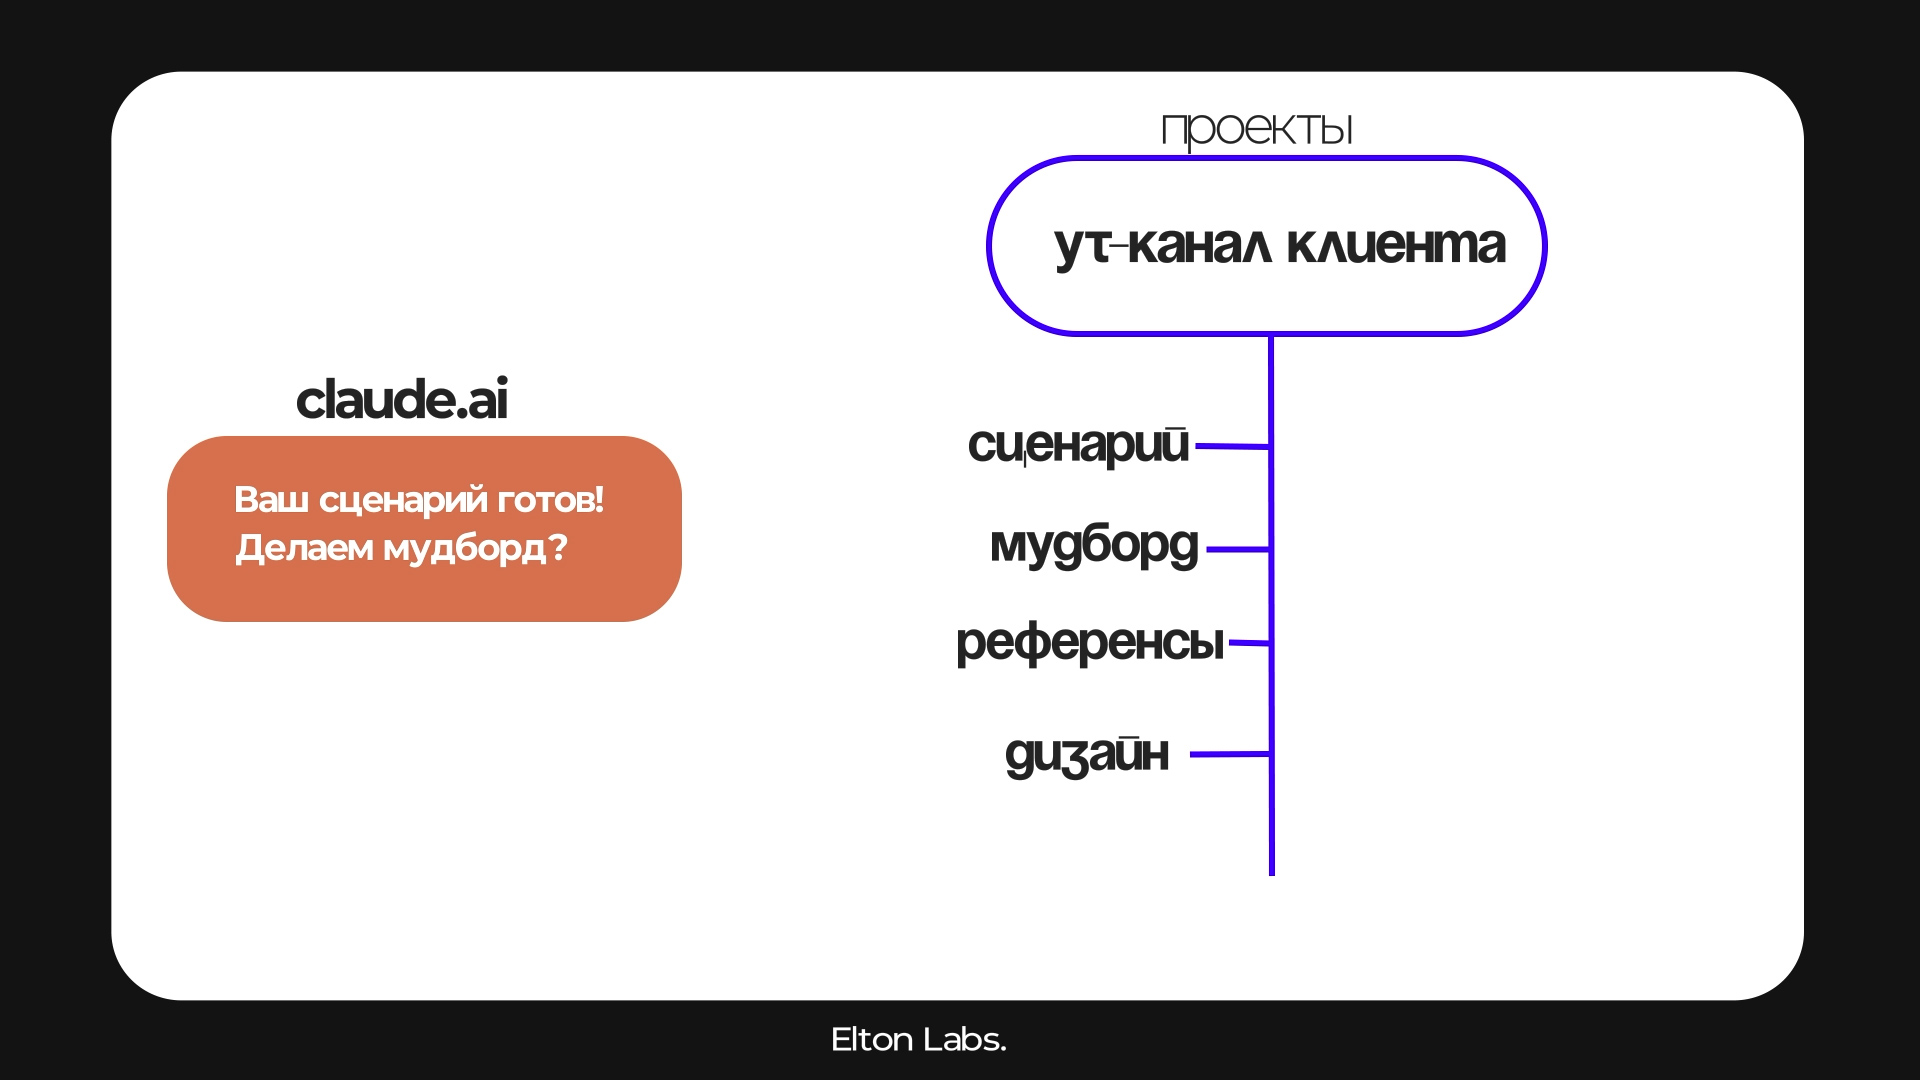 проекты
ут-канал клиента
claude.ai
Ваш сценарий готов!
Делаем мудборд?
сценарий
мудборд
референсы
дизайн
Elton Labs.